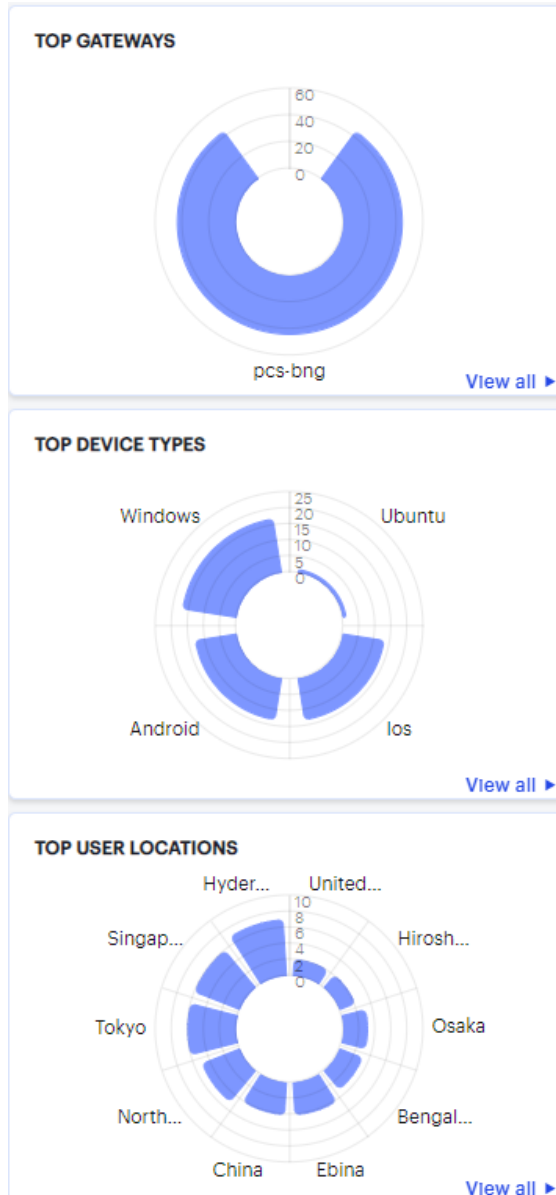 TOP GATEWAYS
60
40
20
0
pcs-bng
View all
TOP DEVICE TYPES
Windows
25
20
15
10
5
0
Ubuntu
Android
Ios
View all
TOP USER LOCATIONS
Hyder... United...
10
8
6
4
2
0
Singap... Hirosh...
Tokyo Osaka
North... Bengal...
China Ebina
View all